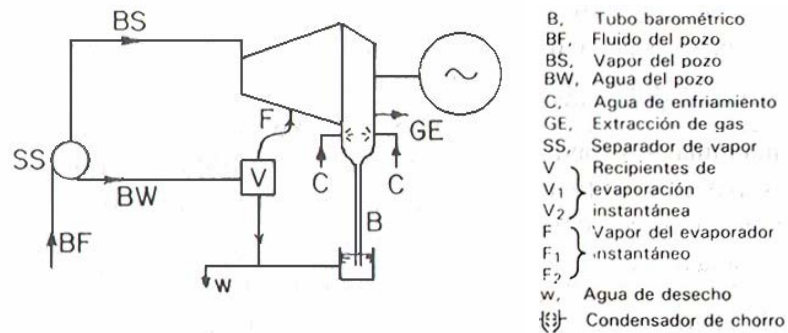 BS
F
GE
SS
C
C
V
BW
B
BF
w
B, Tubo barométrico
BF, Fluido del pozo
BS, Vapor del pozo
BW, Agua del pozo
C, Agua de enfriamiento
GE, Extracción de gas
SS, Separador de vapor
V Recipientes de
V₁ evaporación
V₂ instantánea
F Vapor del evaporador
F₁ instantáneo
F₂
w, Agua de desecho
Condensador de chorro